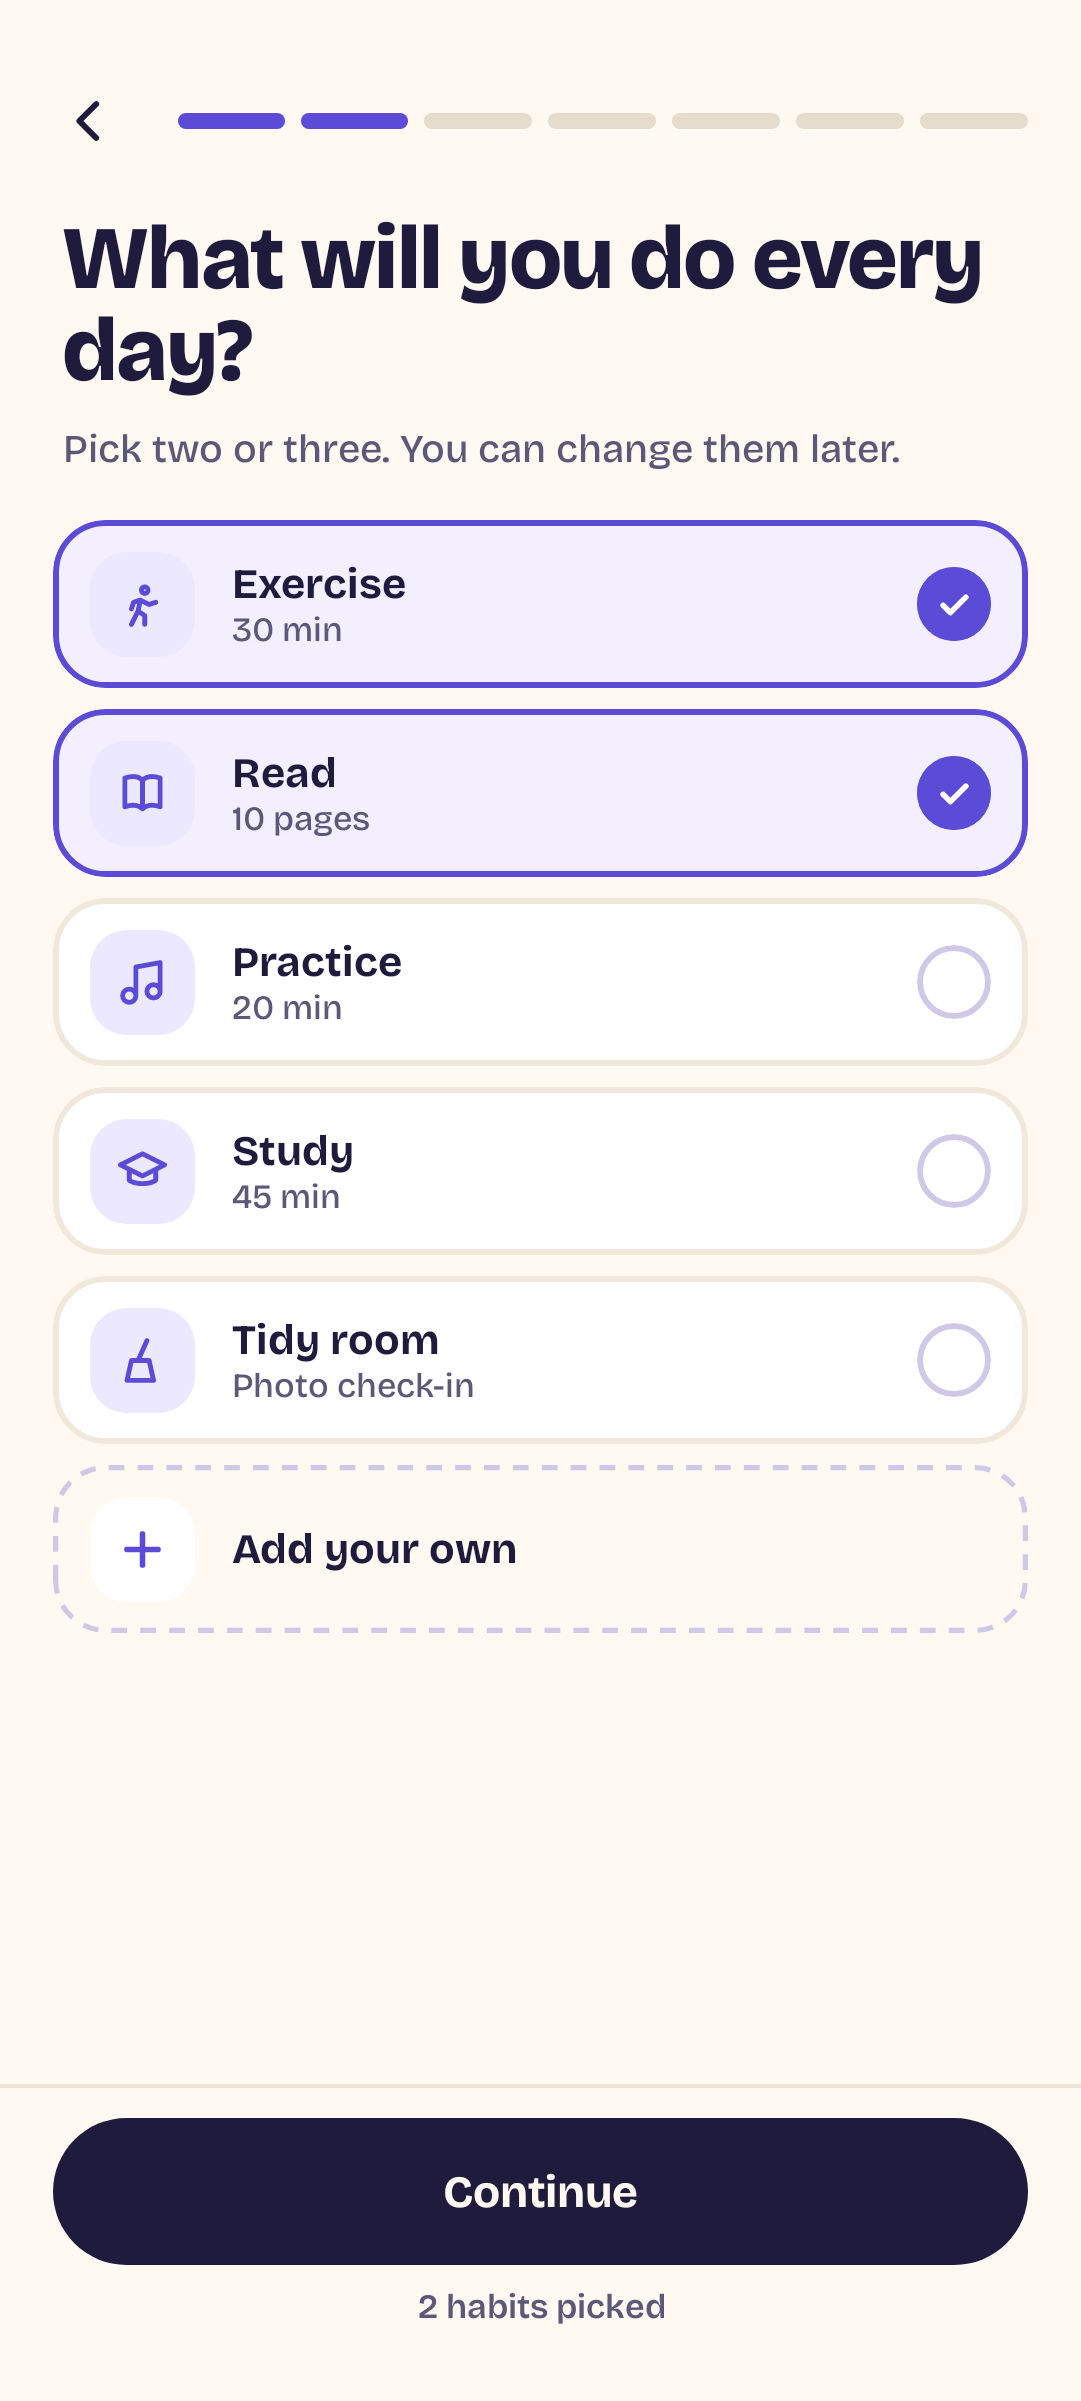 What will you do every
day?
Pick two or three. You can change them later.
Exercise
30 min
Read
10 pages
Practice
20 min
Study
45 min
Tidy room
Photo check-in
Add your own
Continue
2 habits picked